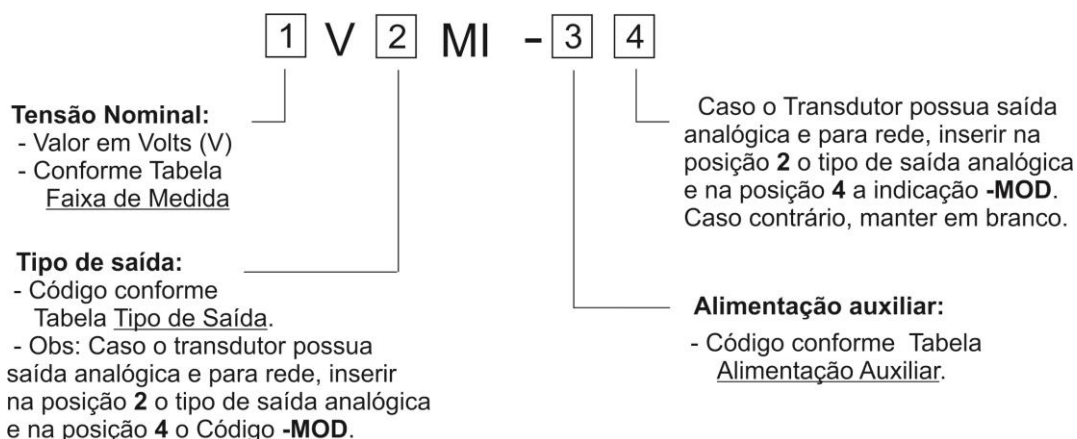 1 V 2 MI - 3 4
Tensão Nominal:
- Valor em Volts (V)
- Conforme Tabela
Faixa de Medida
Tipo de saída:
- Código conforme
Tabela Tipo de Saída.
- Obs: Caso o transdutor possua
saída analógica e para rede, inserir
na posição 2 o tipo de saída analógica
e na posição 4 o Código -MOD.
Caso o Transdutor possua saída
analógica e para rede, inserir na
posição 2 o tipo de saída analógica
e na posição 4 a indicação -MOD.
Caso contrário, manter em branco.
Alimentação auxiliar:
- Código conforme Tabela
Alimentação Auxiliar.